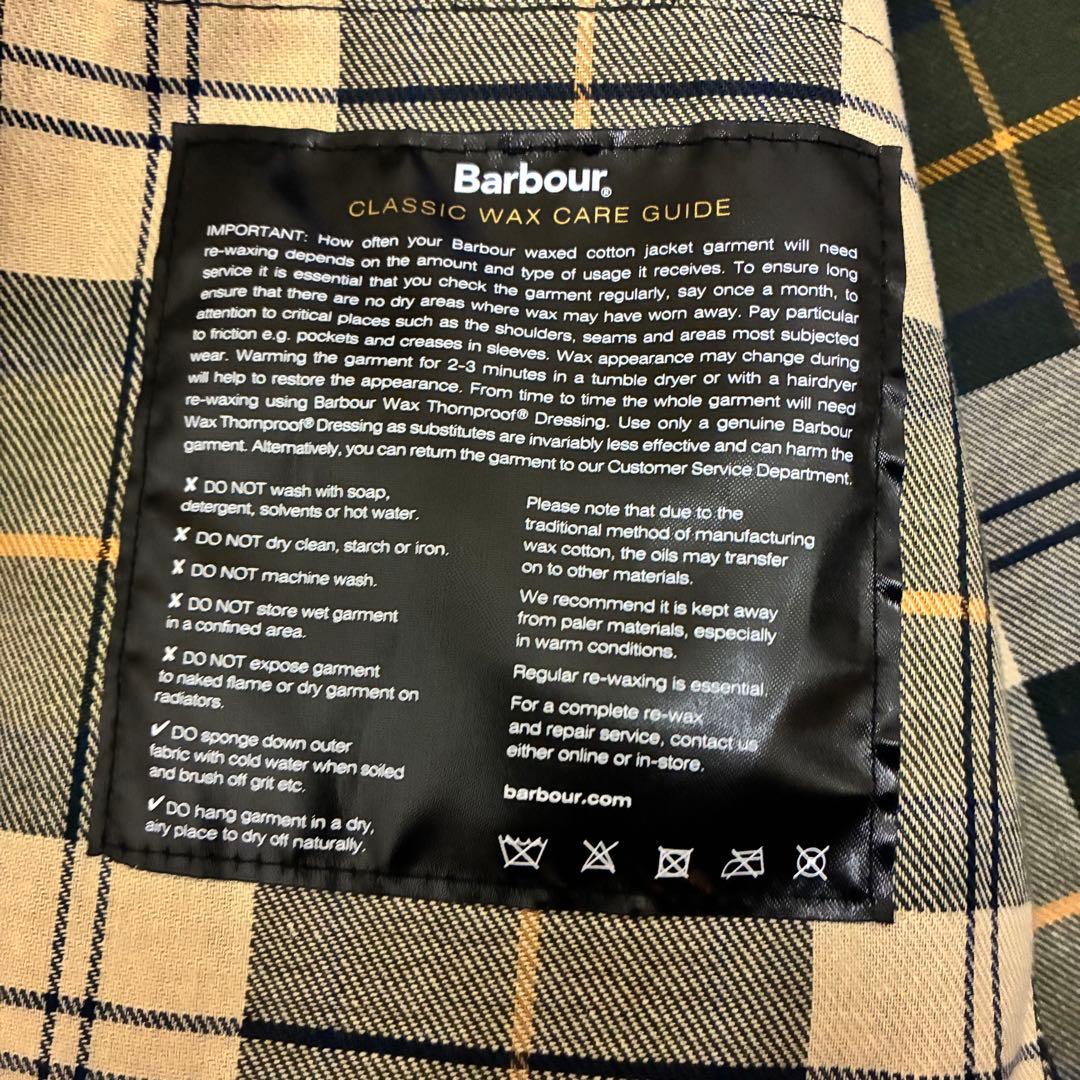 Barbour®
CLASSIC WAX CARE GUIDE
IMPORTANT: How often your Barbour waxed cotton jacket garment will need
re-waxing depends on the amount and type of usage it receives. To ensure long
service it is essential that you check the garment regularly, say once a month, to
ensure that there are no dry areas where wax may have worn away. Pay particular
attention to critical places such as the shoulders, seams and areas most subjected
to friction e.g. pockets and creases in sleeves. Wax appearance may change during
wear. Warming the garment for 2-3 minutes in a tumble dryer or with a hairdryer
will help to restore the appearance. From time to time the whole garment will need
re-waxing using Barbour Wax Thornproof® Dressing. Use only a genuine Barbour
Wax Thornproof® Dressing as substitutes are invariably less effective and can harm the
garment. Alternatively, you can return the garment to our Customer Service Department.
✘ DO NOT wash with soap,
detergent, solvents or hot water.
✘ DO NOT dry clean, starch or iron.
✘ DO NOT machine wash.
✘ DO NOT store wet garment
in a confined area.
✘ DO NOT expose garment
to naked flame or dry garment on
radiators.
✔ DO sponge down outer
fabric with cold water when soiled
and brush off grit etc.
✔ DO hang garment in a dry,
airy place to dry off naturally.
Please note that due to the
traditional method of manufacturing
wax cotton, the oils may transfer
on to other materials.
We recommend it is kept away
from paler materials, especially
in warm conditions.
Regular re-waxing is essential.
For a complete re-wax
and repair service, contact us
either online or in-store.
barbour.com